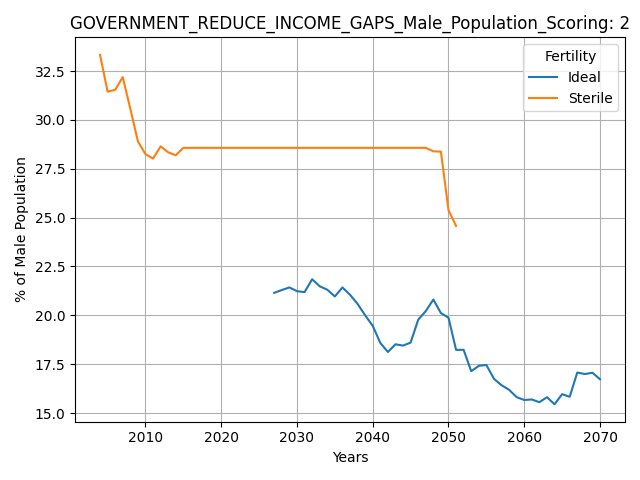 GOVERNMENT_REDUCE_INCOME_GAPS_Male_Population_Scoring: 2
Fertility
Ideal
Sterile
% of Male Population
32.5
30.0
27.5
25.0
22.5
20.0
17.5
15.0
2010
2020
2030
2040
2050
2060
2070
Years